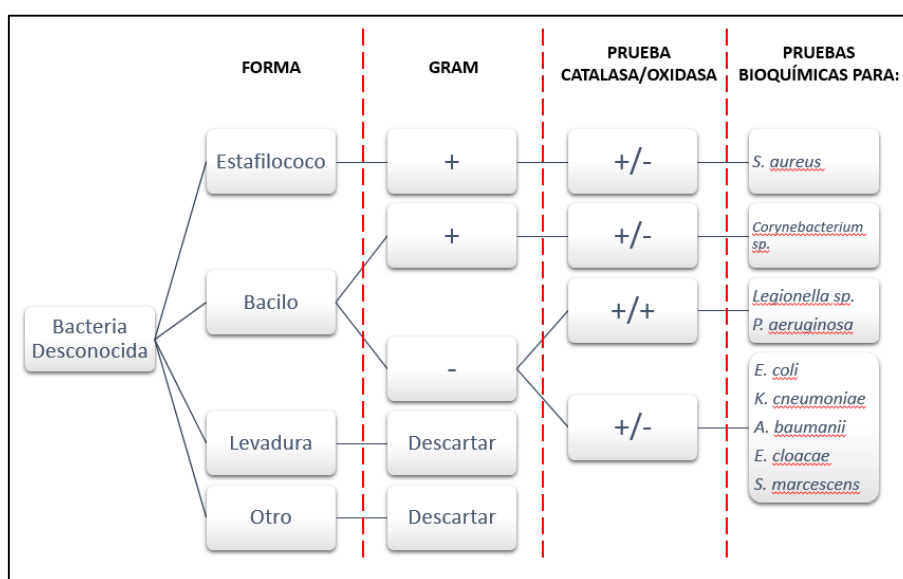 FORMA
GRAM
PRUEBA
CATALASA/OXIDASA
PRUEBAS
BIOQUÍMICAS PARA:
Estafilococo
+
+/-
S. aureus
+
+/-
Corynebacterium
sp.
Bacilo
+/+
Legionella sp.
P. aeruginosa
Bacteria
Desconocida
-
+/-
E. coli
K. cneumoniae
A. baumanii
E. cloacae
S. marcescens
Levadura
Descartar
Otro
Descartar